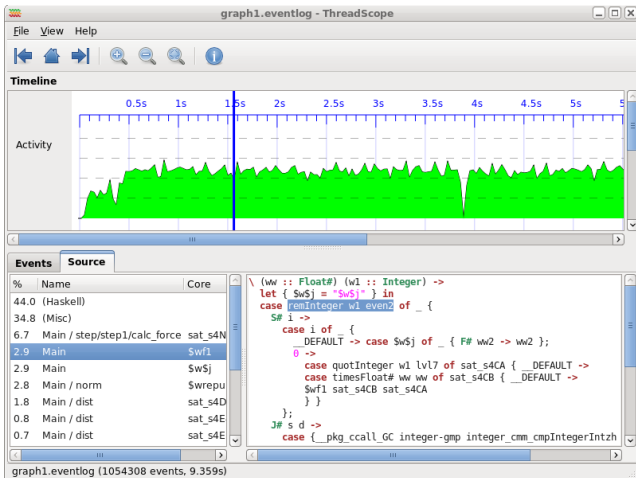 graph1.eventlog - ThreadScope
File View Help
Timeline
0.5s 1s 1.5s 2s 2.5s 3s 3.5s 4s 4.5s 5s 5
Activity
Events Source
% Name Core
44.0 (Haskell)
34.8 (Misc)
6.7 Main / step/step1/calc_force sat_s4N
2.9 Main $wf1
2.9 Main $w$j
2.8 Main / norm $wrepu
1.8 Main / dist sat_s4D
0.8 Main / dist sat_s4E
0.7 Main / dist sat_s4E
\ (ww :: Float#) (w1 :: Integer) ->
let { $w$j = "$w$j" } in
case remInteger w1 even2 of _ {
S# i ->
case i of _ {
__DEFAULT -> case $w$j of _ { F# ww2 -> ww2 };
0 ->
case quotInteger w1 lvl7 of sat_s4CA { __DEFAULT ->
case timesFloat# ww ww of sat_s4CB { __DEFAULT ->
$wf1 sat_s4CB sat_s4CA
} }
};
J# s d ->
case {__pkg_ccall_GC integer-gmp integer_cmm_cmpIntegerIntzh
graph1.eventlog (1054308 events, 9.359s)